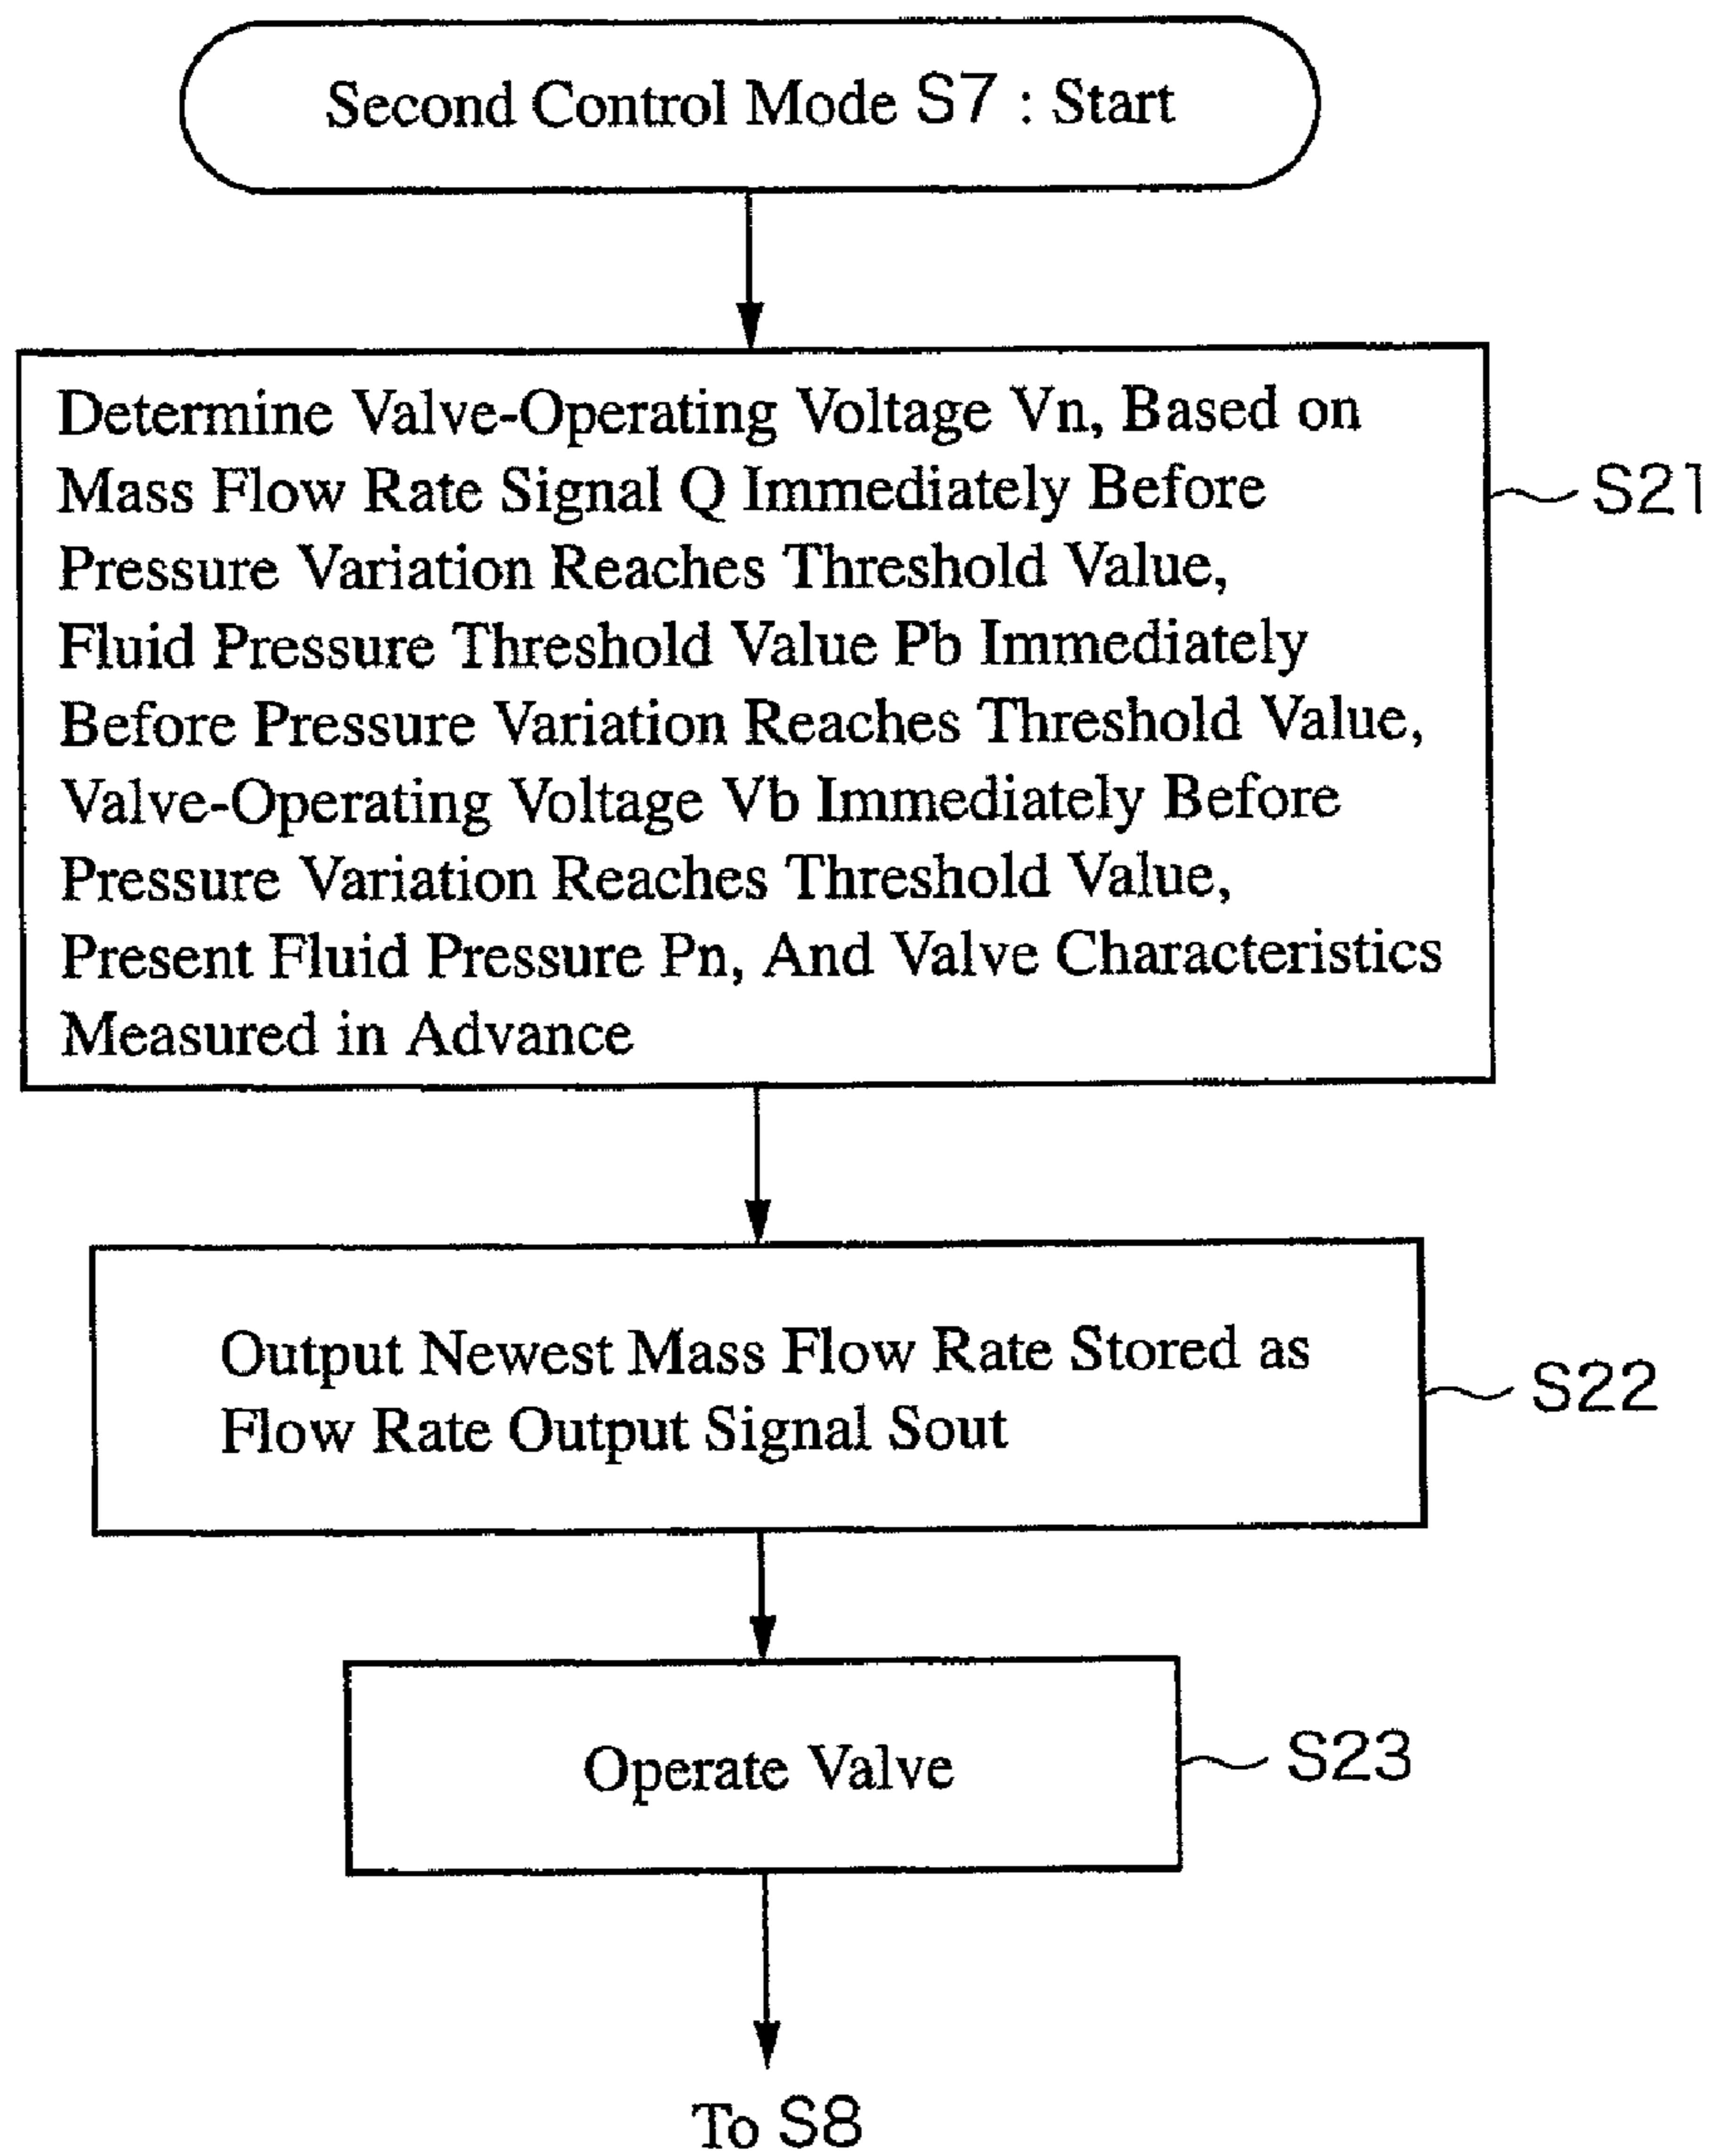 Second Control Mode S7 : Start
Determine Valve-Operating Voltage Vn, Based on
Mass Flow Rate Signal Q Immediately Before
Pressure Variation Reaches Threshold Value,
Fluid Pressure Threshold Value Pb Immediately
Before Pressure Variation Reaches Threshold Value,
Valve-Operating Voltage Vb Immediately Before
Pressure Variation Reaches Threshold Value,
Present Fluid Pressure Pn, And Valve Characteristics
Measured in Advance
S21
Output Newest Mass Flow Rate Stored as
Flow Rate Output Signal Sout
S22
Operate Valve
S23
To S8